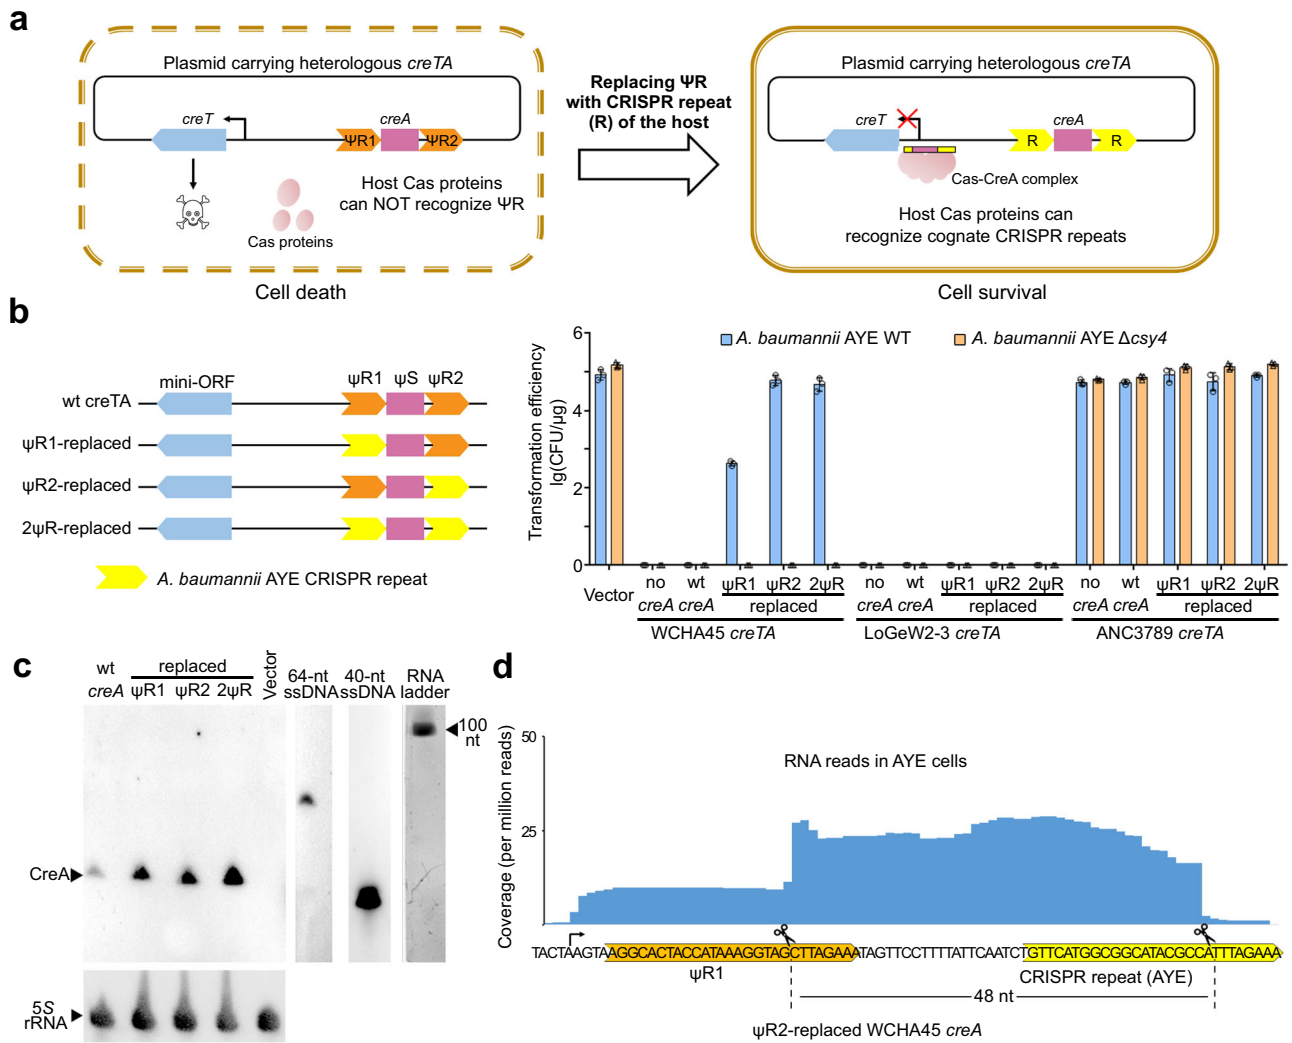 a
Plasmid carrying heterologous creTA
creT
creA
ΨR1
ΨR2
Host Cas proteins
can NOT recognize ΨR
Cas proteins
Cell death
Replacing ΨR
with CRISPR repeat
(R) of the host
Plasmid carrying heterologous creTA
creT
creA
R
R
Cas-CreA complex
Host Cas proteins can
recognize cognate CRISPR repeats
Cell survival
b
mini-ORF
ψR1 ψS ψR2
wt creTA
ψR1-replaced
ψR2-replaced
2ψR-replaced
A. baumannii AYE CRISPR repeat
Transformation efficiency
lg(CFU/μg)
6
4
2
0
A. baumannii AYE WT
A. baumannii AYE Δcsy4
Vector
no creA
wt creA
ψR1 ψR2 2ψR
replaced
WCHA45 creTA
no creA
wt creA
ψR1 ψR2 2ψR
replaced
LoGeW2-3 creTA
no creA
wt creA
ψR1 ψR2 2ψR
replaced
ANC3789 creTA
c
wt creA
replaced
ψR1 ψR2 2ψR
Vector
64-nt ssDNA
40-nt ssDNA
RNA ladder
100 nt
CreA
5S rRNA
d
Coverage (per million reads)
50
25
RNA reads in AYE cells
TACTAAGTAAGGCACTACCATAAAGGTAGCTTAGAAATAGTTCCTTTTATTCAATCTGTTCATGGCGGCATACGCCATTTAGAAA
ψR1
CRISPR repeat (AYE)
48 nt
ψR2-replaced WCHA45 creA